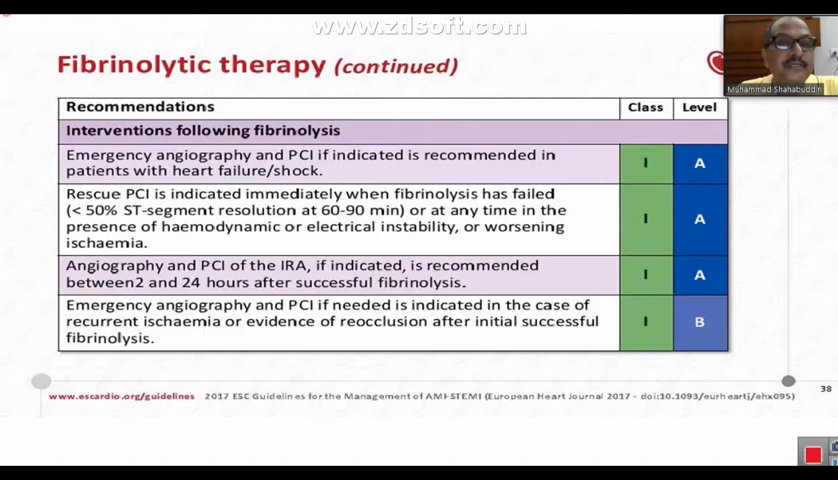 www.zdsoft.com
Fibrinolytic therapy (continued)
Muhammad Shahabuddin
Recommendations Class Level
Interventions following fibrinolysis
Emergency angiography and PCI if indicated is recommended in
patients with heart failure/shock.
I A
Rescue PCI is indicated immediately when fibrinolysis has failed
(< 50% ST-segment resolution at 60-90 min) or at any time in the
presence of haemodynamic or electrical instability, or worsening
ischaemia.
I A
Angiography and PCI of the IRA, if indicated, is recommended
between2 and 24 hours after successful fibrinolysis.
I A
Emergency angiography and PCI if needed is indicated in the case of
recurrent ischaemia or evidence of reocclusion after initial successful
fibrinolysis.
I B
38
www.escardio.org/guidelines 2017 ESC Guidelines for the Management of AMI-STEMI (European Heart Journal 2017 - doi:10.1093/eurheartj/ehx095)